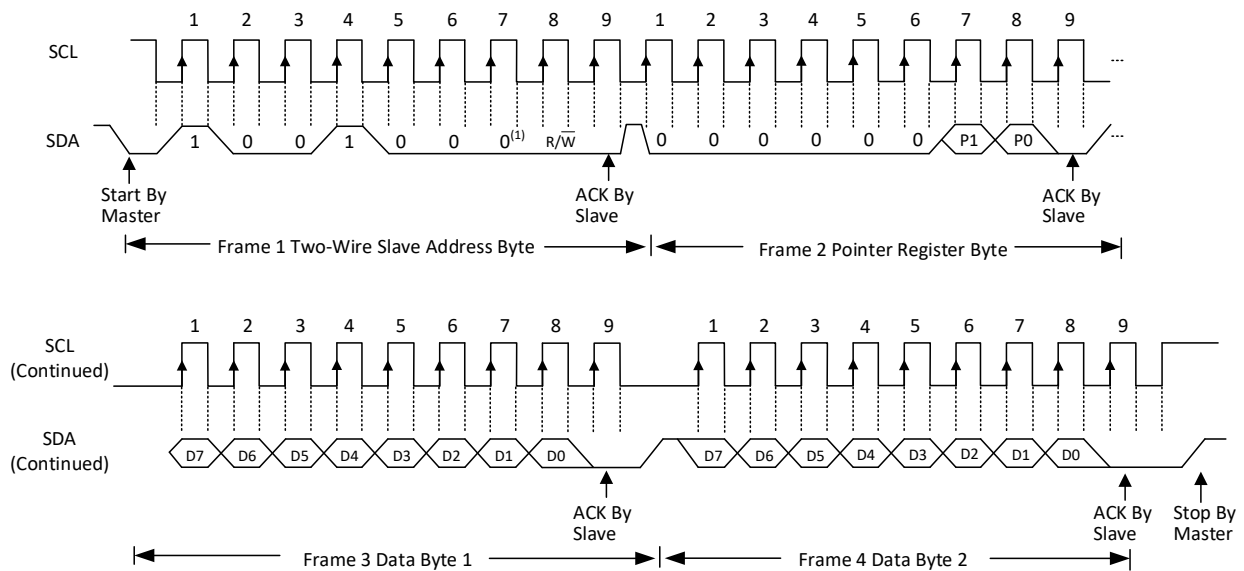 1 2 3 4 5 6 7 8 9 1 2 3 4 5 6 7 8 9
SCL ...
SDA 1 0 0 1 0 0 0(1) R/W̅ 0 0 0 0 0 0 P1 P0 ...
Start By
Master
ACK By
Slave
ACK By
Slave
Frame 1 Two-Wire Slave Address Byte
Frame 2 Pointer Register Byte
1 2 3 4 5 6 7 8 9 1 2 3 4 5 6 7 8 9
SCL
(Continued)
SDA
(Continued)
D7 D6 D5 D4 D3 D2 D1 D0 D7 D6 D5 D4 D3 D2 D1 D0
ACK By
Slave
ACK By
Slave
Stop By
Master
Frame 3 Data Byte 1
Frame 4 Data Byte 2